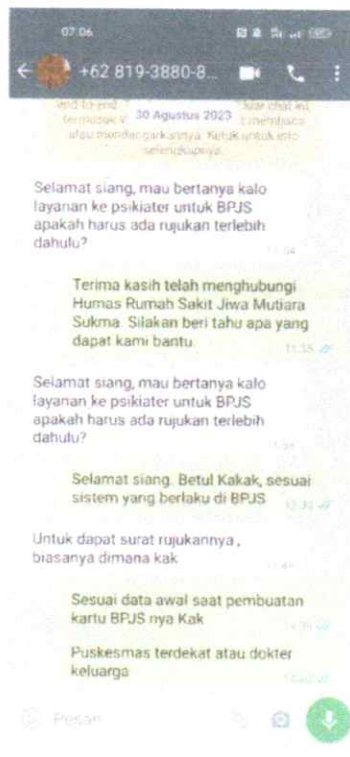 07.06
+62 819-3880-8...
30 Agustus 2023
Selamat siang, mau bertanya kalo
layanan ke psikiater untuk BPJS
apakah harus ada rujukan terlebih
dahulu?
Terima kasih telah menghubungi
Humas Rumah Sakit Jiwa Mutiara
Sukma. Silakan beri tahu apa yang
dapat kami bantu.
11.35
Selamat siang, mau bertanya kalo
layanan ke psikiater untuk BPJS
apakah harus ada rujukan terlebih
dahulu?
Selamat siang. Betul Kakak, sesuai
sistem yang berlaku di BPJS
Untuk dapat surat rujukannya ,
biasanya dimana kak
Sesuai data awal saat pembuatan
kartu BPJS nya Kak
Puskesmas terdekat atau dokter
keluarga
Pesan